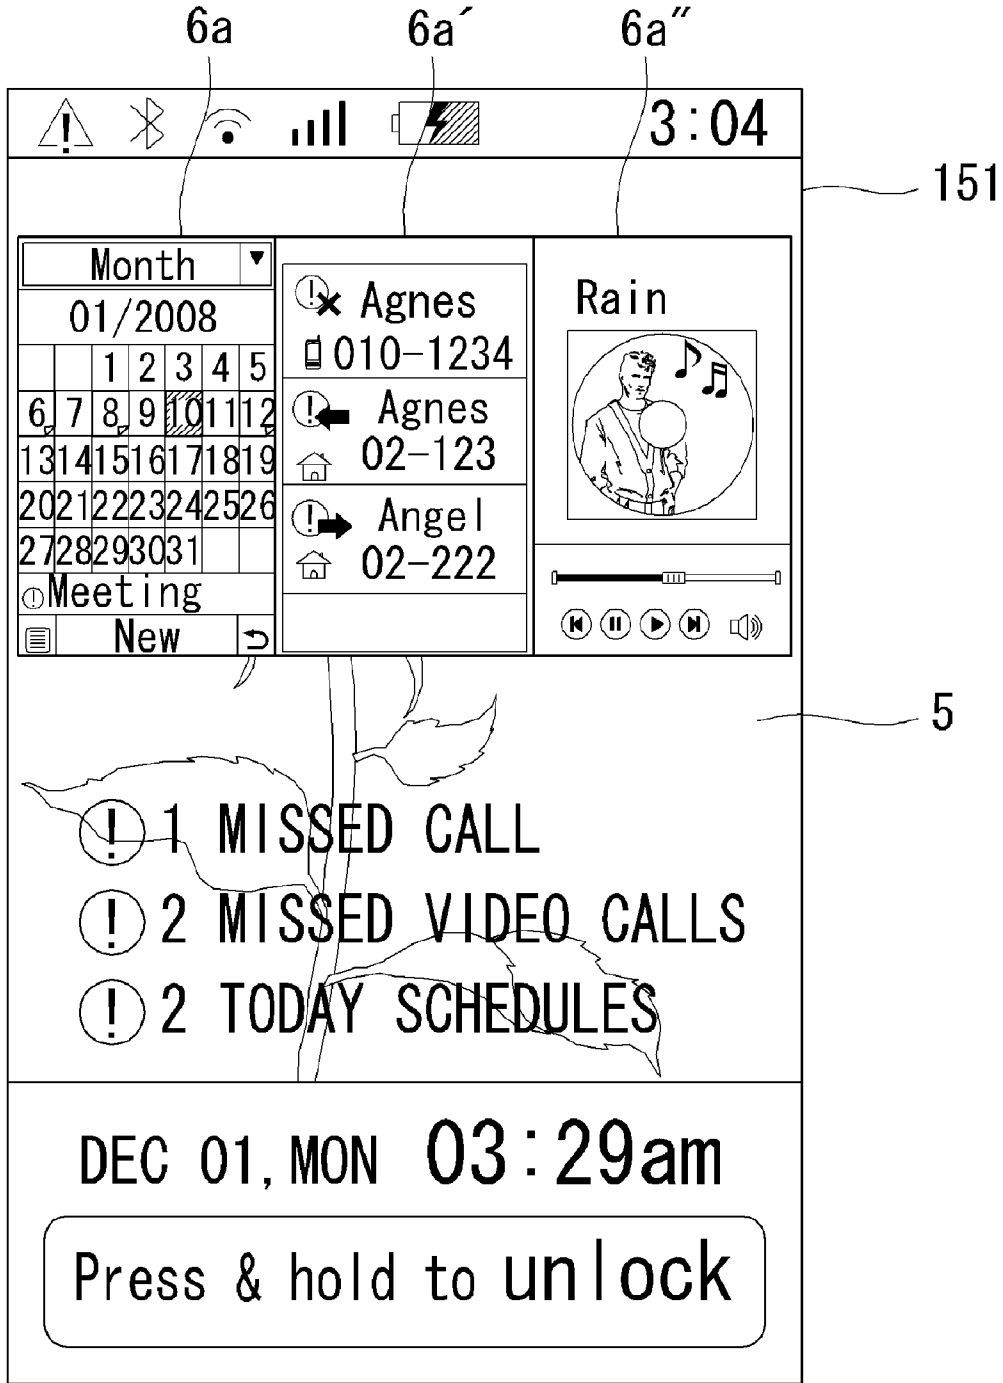 6a 6a´ 6a˝
3:04
151
Month
01/2008
1 2 3 4 5
6 7 8 9 10 11 12
13 14 15 16 17 18 19
20 21 22 23 24 25 26
27 28 29 30 31
Meeting
New
Agnes
010-1234
Agnes
02-123
Angel
02-222
Rain
5
1 MISSED CALL
2 MISSED VIDEO CALLS
2 TODAY SCHEDULES
DEC 01, MON 03:29am
Press & hold to unlock